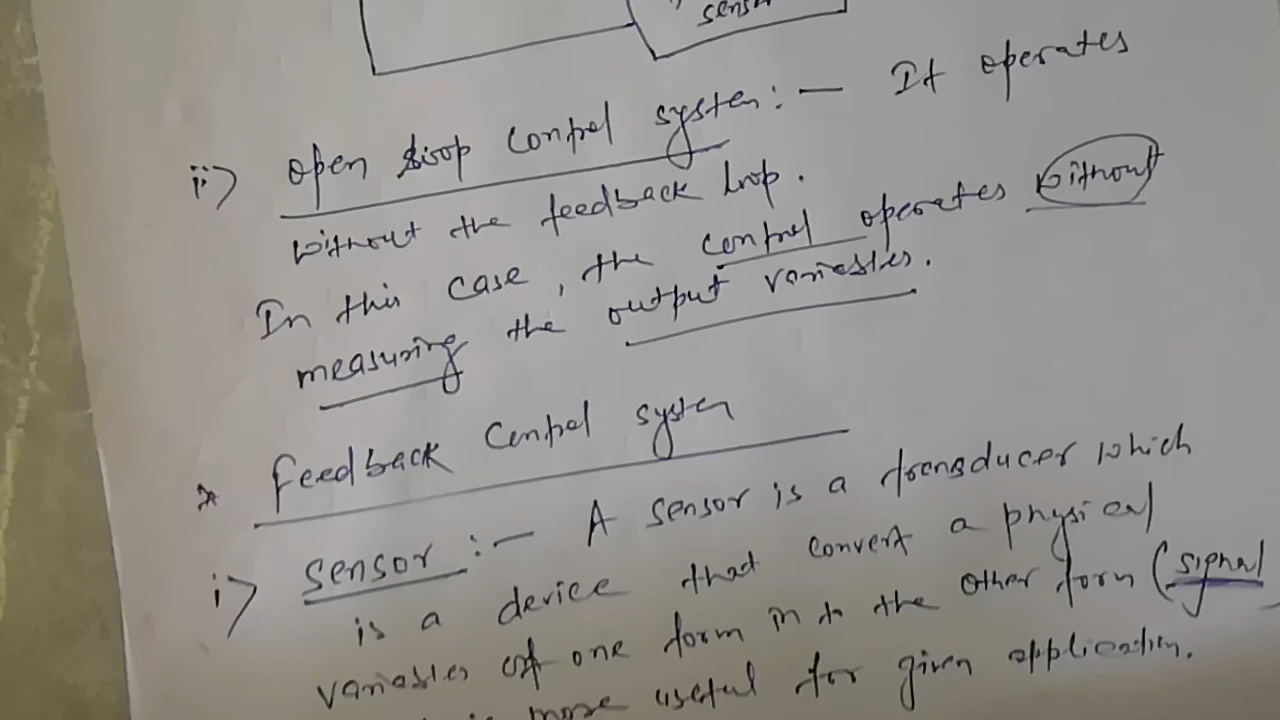 sensor
ii) Open loop control system :- It operates
without the feedback loop.
In this case, the control operates without
measuring the output variables.
* Feedback Control system
i) Sensor :- A sensor is a transducer which
is a device that convert a physical
variables of one form in to the other form (signal
is more useful for given application.